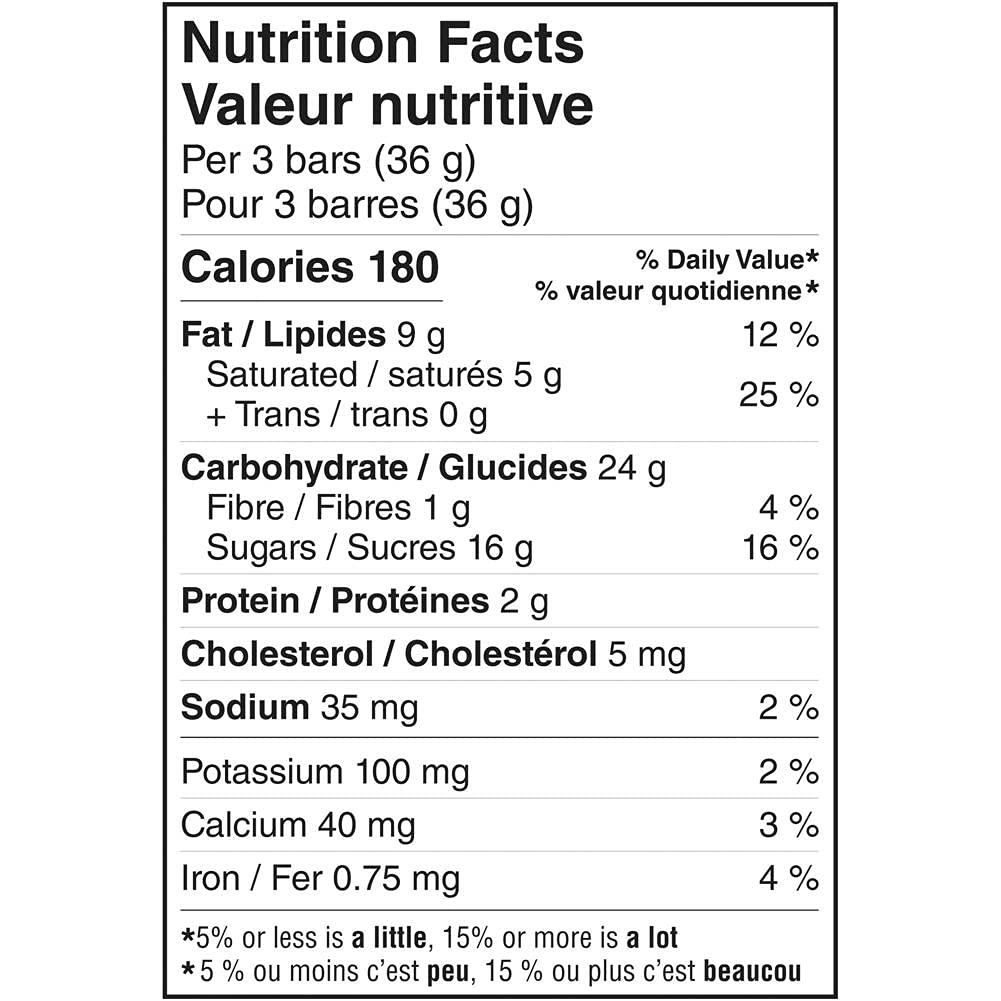 Nutrition Facts
Valeur nutritive
Per 3 bars (36 g)
Pour 3 barres (36 g)
Calories 180
% Daily Value*
% valeur quotidienne*
Fat / Lipides 9 g 12 %
Saturated / saturés 5 g
+ Trans / trans 0 g
25 %
Carbohydrate / Glucides 24 g
Fibre / Fibres 1 g 4 %
Sugars / Sucres 16 g 16 %
Protein / Protéines 2 g
Cholesterol / Cholestérol 5 mg
Sodium 35 mg 2 %
Potassium 100 mg 2 %
Calcium 40 mg 3 %
Iron / Fer 0.75 mg 4 %
*5% or less is a little, 15% or more is a lot
*5 % ou moins c'est peu, 15 % ou plus c'est beaucou